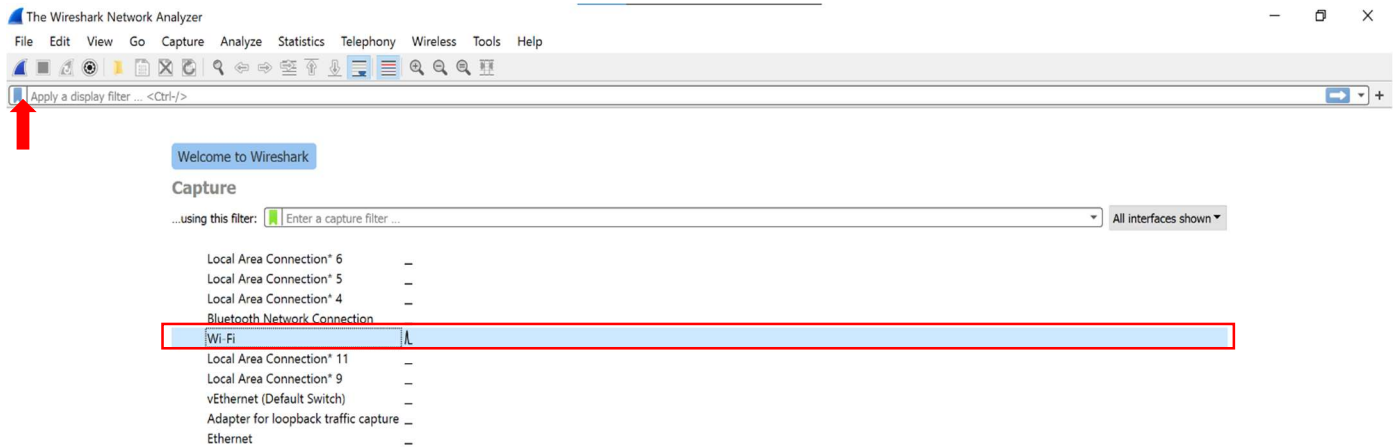 The Wireshark Network Analyzer
File Edit View Go Capture Analyze Statistics Telephony Wireless Tools Help
Apply a display filter ... <Ctrl-/>
+
Welcome to Wireshark
Capture
...using this filter: Enter a capture filter ... All interfaces shown
Local Area Connection* 6
Local Area Connection* 5
Local Area Connection* 4
Bluetooth Network Connection
Wi-Fi
Local Area Connection* 11
Local Area Connection* 9
vEthernet (Default Switch)
Adapter for loopback traffic capture
Ethernet